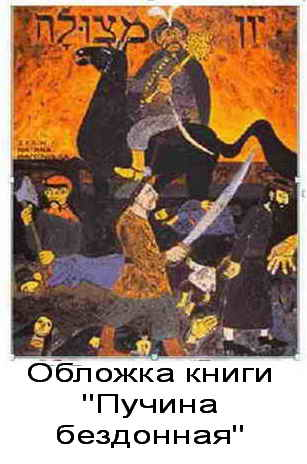 יון מצולה
Обложка книги
"Пучина
бездонная"